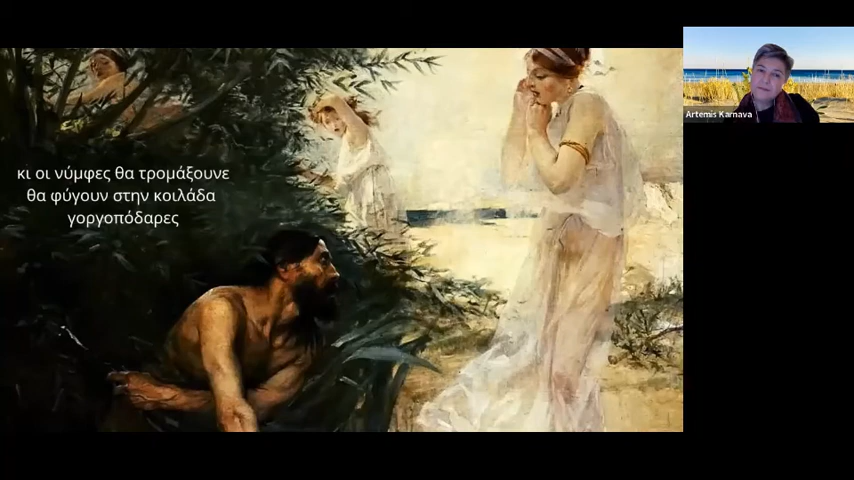 κι οι νύμφες θα τρομάξουνε
θα φύγουν στην κοιλάδα
γοργοπόδαρες
Artemis Karnava